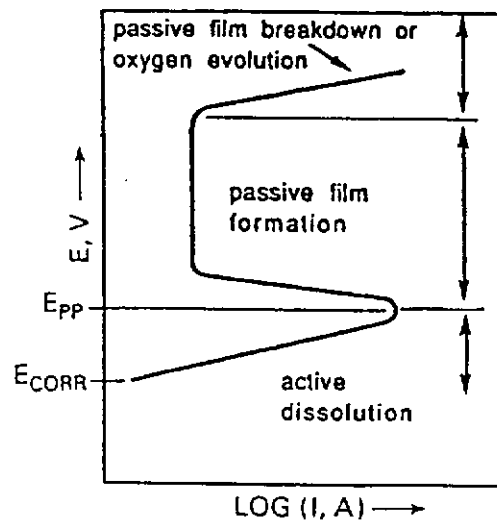 passive film breakdown or
oxygen evolution
E, V
passive film
formation
E_PP
E_CORR
active
dissolution
LOG (I, A)